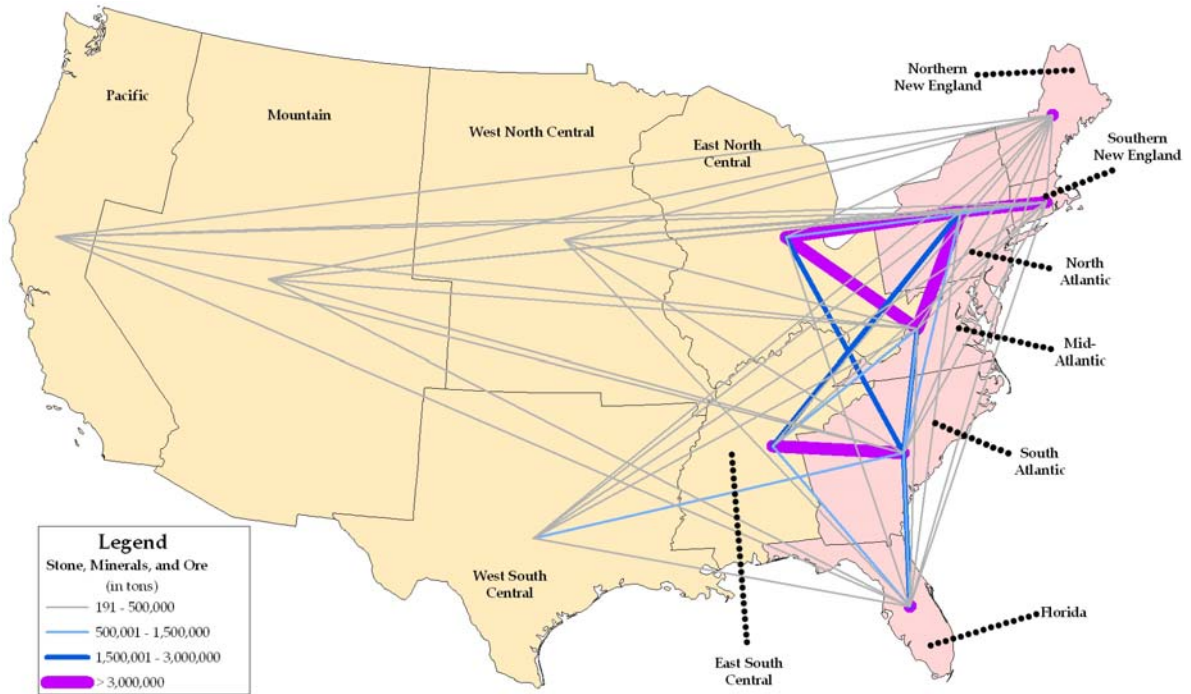 Northern
New England
Pacific
Mountain
West North Central
East North
Central
Southern
New England
North
Atlantic
Mid-
Atlantic
South
Atlantic
Legend
Stone, Minerals, and Ore
(in tons)
191 - 500,000
500,001 - 1,500,000
1,500,001 - 3,000,000
> 3,000,000
West South
Central
East South
Central
Florida